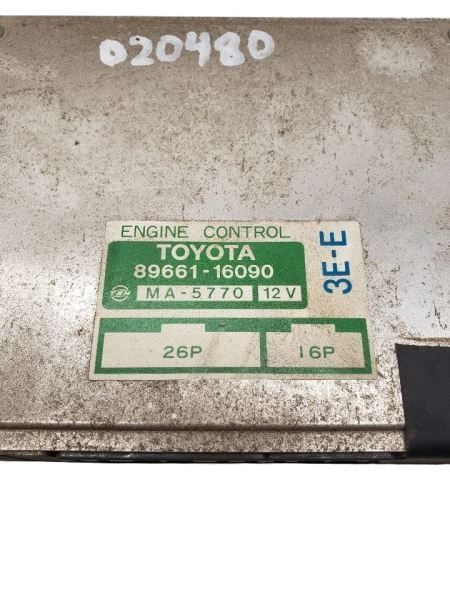 020480
ENGINE CONTROL
TOYOTA
89661-16090
MA-5770 12V
3E-E
26P 16P